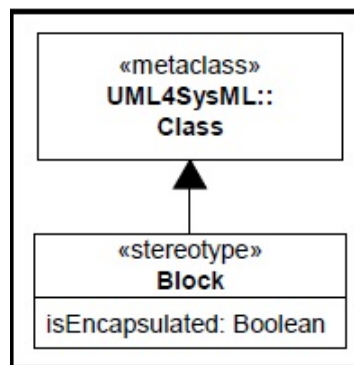 «metaclass»
UML4SysML::
Class
«stereotype»
Block
isEncapsulated: Boolean